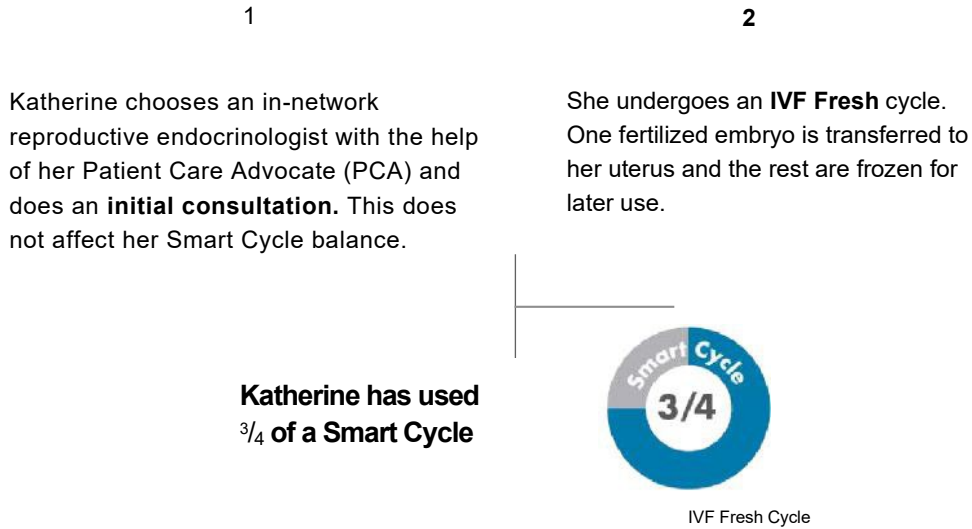 1
Katherine chooses an in-network
reproductive endocrinologist with the help
of her Patient Care Advocate (PCA) and
does an initial consultation. This does
not affect her Smart Cycle balance.
2
She undergoes an IVF Fresh cycle.
One fertilized embryo is transferred to
her uterus and the rest are frozen for
later use.
Katherine has used
3/4 of a Smart Cycle
Smart Cycle
3/4
IVF Fresh Cycle